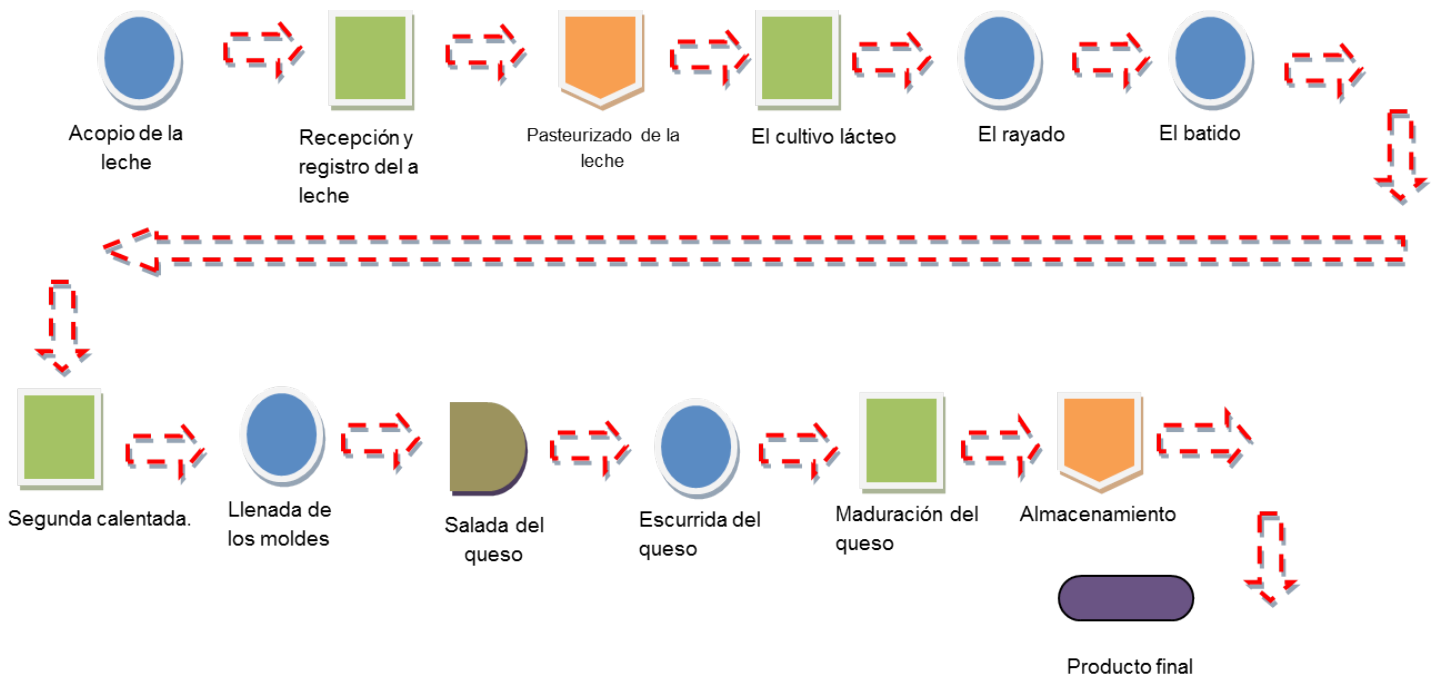 Acopio de la
leche
Recepción y
registro del a
leche
Pasteurizado de la
leche
El cultivo lácteo
El rayado
El batido
Segunda calentada.
Llenada de
los moldes
Salada del
queso
Escurrida del
queso
Maduración del
queso
Almacenamiento
Producto final